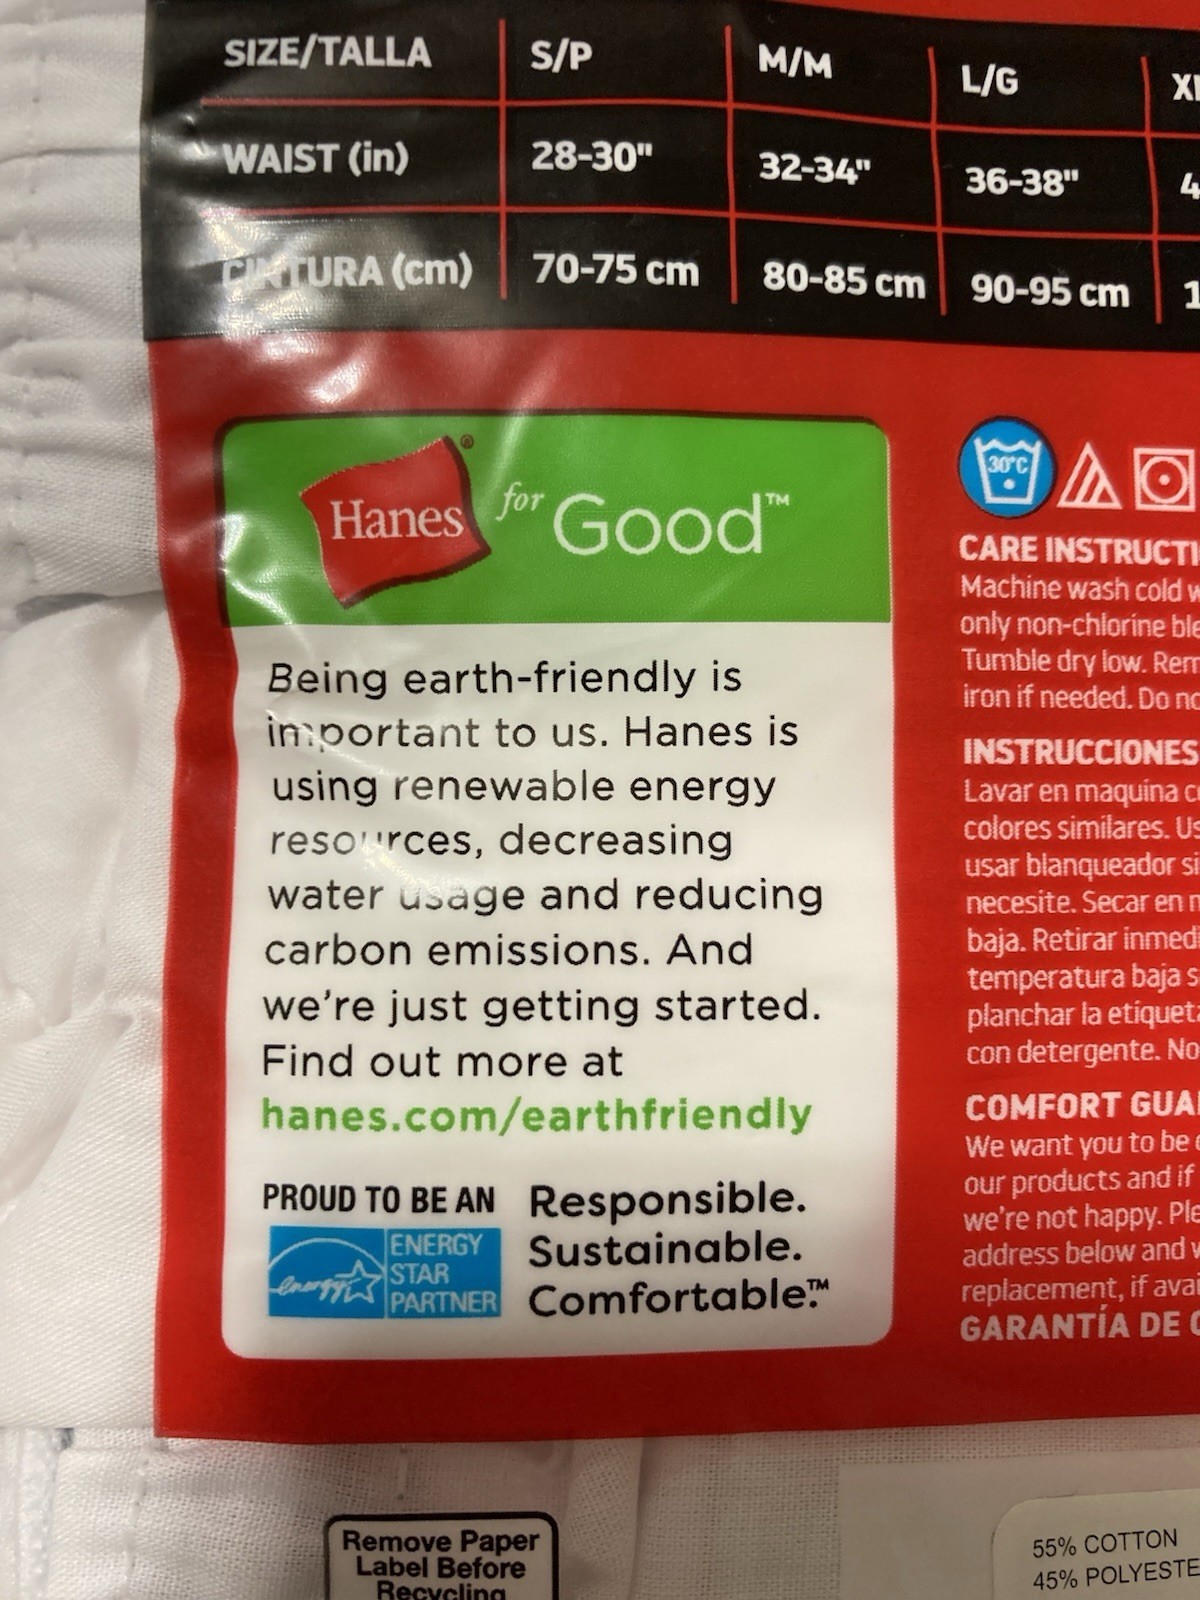 SIZE/TALLA S/P M/M L/G
WAIST (in) 28-30" 32-34" 36-38"
CINTURA (cm) 70-75 cm 80-85 cm 90-95 cm
Hanes® for Good™
Being earth-friendly is
important to us. Hanes is
using renewable energy
resources, decreasing
water usage and reducing
carbon emissions. And
we're just getting started.
Find out more at
hanes.com/earthfriendly
PROUD TO BE AN
energy
ENERGY
STAR
PARTNER
Responsible.
Sustainable.
Comfortable.™
30°C
CARE INSTRUCTI
Machine wash cold w
only non-chlorine ble
Tumble dry low. Rem
iron if needed. Do no
INSTRUCCIONES
Lavar en maquina c
colores similares. Us
usar blanqueador si
necesite. Secar en m
baja. Retirar inmedi
temperatura baja s
planchar la etiqueta
con detergente. No
COMFORT GUA
We want you to be
our products and if
we're not happy. Ple
address below and w
replacement, if avai
GARANTÍA DE
Remove Paper
Label Before
Recycling
55% COTTON
45% POLYESTE